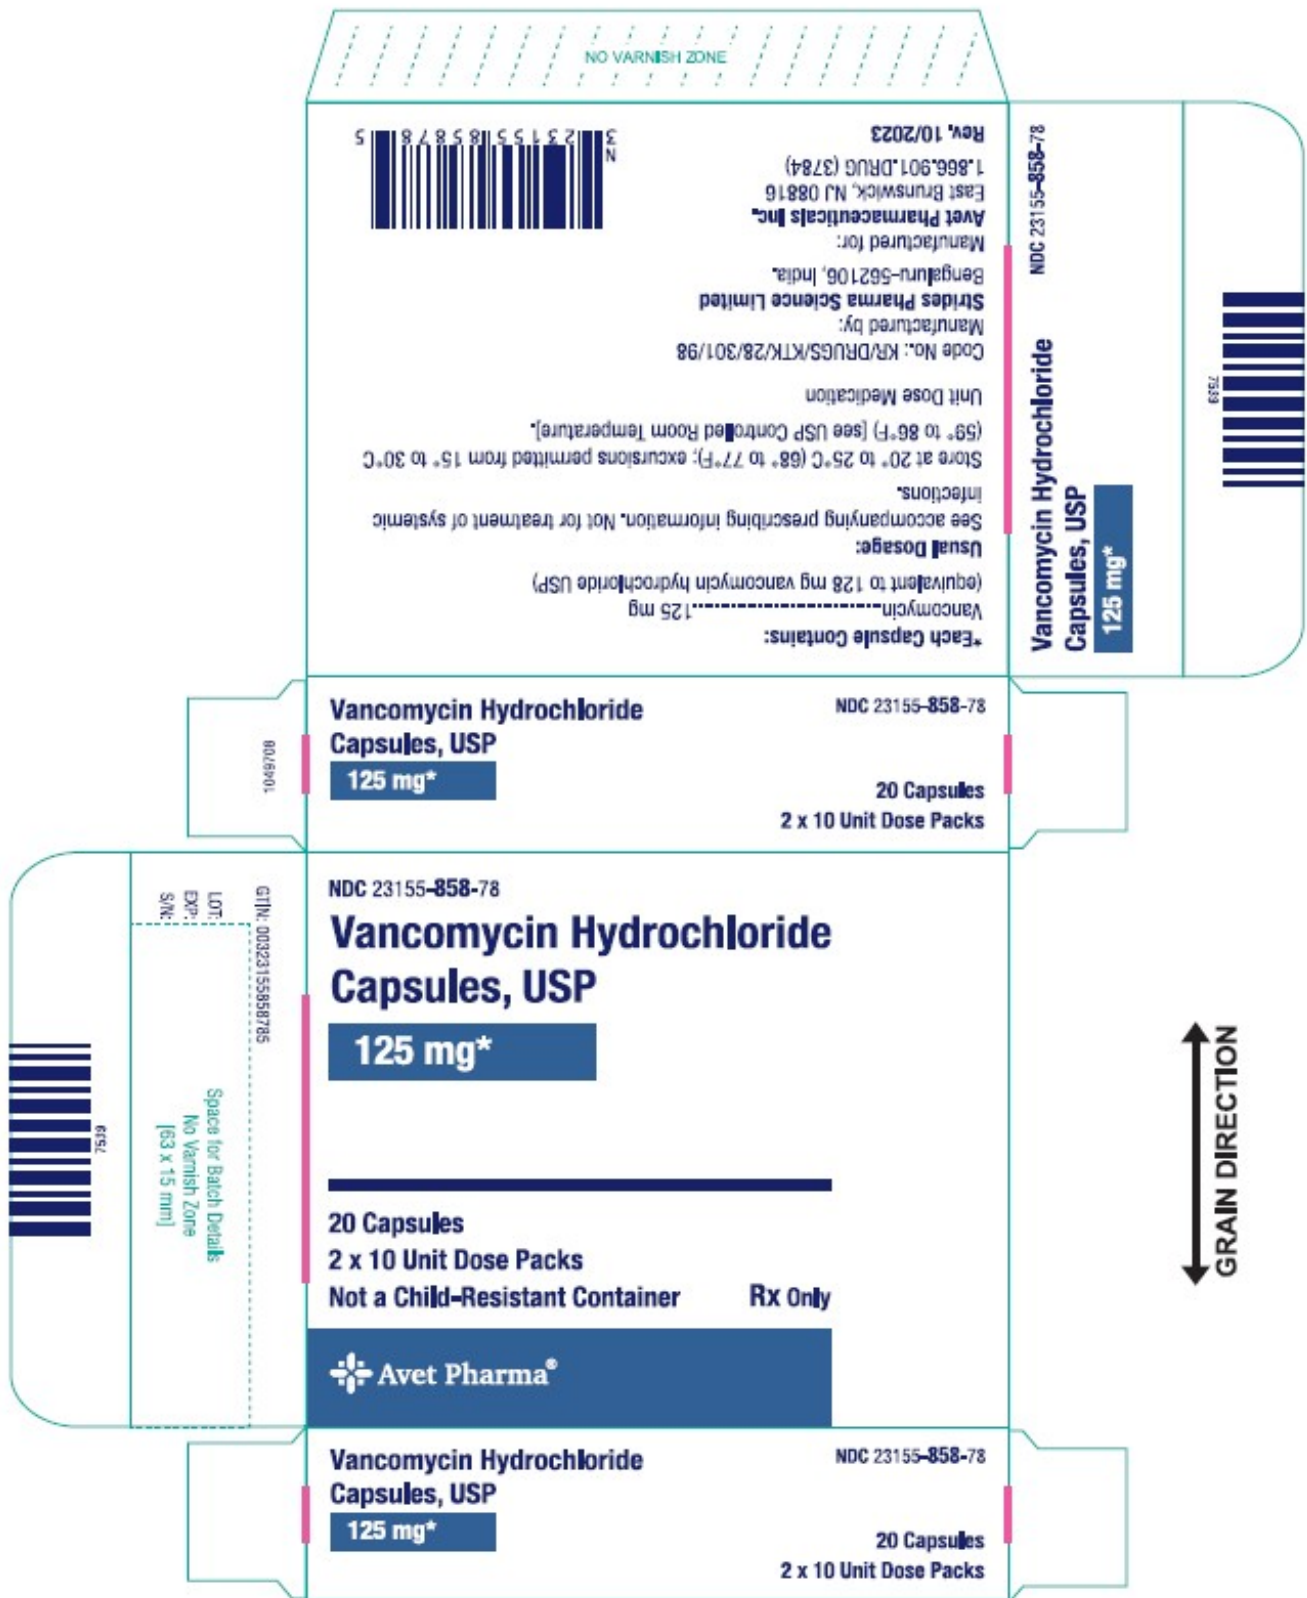 NO VARNISH ZONE
*Each Capsule Contains:
Vancomycin-----------------------------125 mg
(equivalent to 128 mg vancomycin hydrochloride USP)
Usual Dosage:
See accompanying prescribing information. Not for treatment of systemic
infections.
Store at 20° to 25°C (68° to 77°F); excursions permitted from 15° to 30°C
(59° to 86°F) [see USP Controlled Room Temperature].
Unit Dose Medication
Code No.: KR/DRUGS/KTK/28/301/98
Manufactured by:
Strides Pharma Science Limited
Bengaluru-562106, India.
Manufactured for:
Avet Pharmaceuticals Inc.
East Brunswick, NJ 08816
1.866.901.DRUG (3784)
Rev. 10/2023
N
3 23155 85878 5
NDC 23155-858-78
Vancomycin Hydrochloride
Capsules, USP
125 mg*
7539
Vancomycin Hydrochloride
Capsules, USP
125 mg*
NDC 23155-858-78
20 Capsules
2 x 10 Unit Dose Packs
1049708
NDC 23155-858-78
Vancomycin Hydrochloride
Capsules, USP
125 mg*
20 Capsules
2 x 10 Unit Dose Packs
Not a Child-Resistant Container
Rx Only
Avet Pharma®
GTIN: 00323155858785
LOT:
EXP:
S/N:
Space for Batch Details
No Varnish Zone
[63 x 15 mm]
7539
GRAIN DIRECTION
Vancomycin Hydrochloride
Capsules, USP
125 mg*
NDC 23155-858-78
20 Capsules
2 x 10 Unit Dose Packs